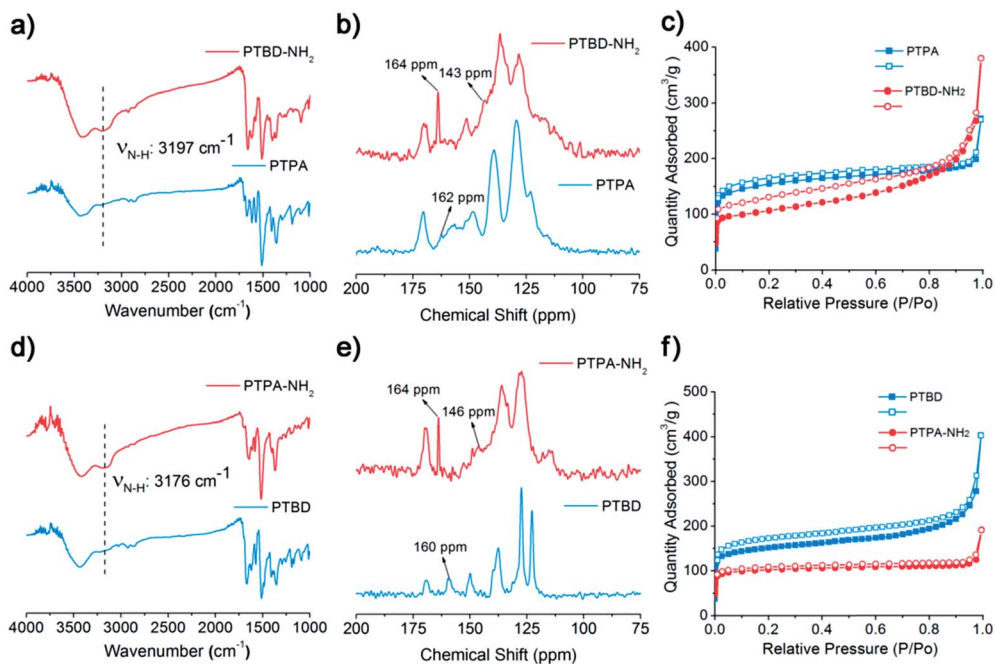 a)
PTBD-NH₂
ν_N-H: 3197 cm⁻¹
PTPA
4000 3500 3000 2500 2000 1500 1000
Wavenumber (cm⁻¹)
b)
PTBD-NH₂
164 ppm
143 ppm
PTPA
162 ppm
200 175 150 125 100 75
Chemical Shift (ppm)
c)
Quantity Adsorbed (cm³/g)
400
300
200
100
0
PTPA
PTBD-NH₂
0.0 0.2 0.4 0.6 0.8 1.0
Relative Pressure (P/Po)
d)
PTPA-NH₂
ν_N-H: 3176 cm⁻¹
PTBD
4000 3500 3000 2500 2000 1500 1000
Wavenumber (cm⁻¹)
e)
PTPA-NH₂
164 ppm
146 ppm
PTBD
160 ppm
200 175 150 125 100 75
Chemical Shift (ppm)
f)
Quantity Adsorbed (cm³/g)
500
400
300
200
100
0
PTBD
PTPA-NH₂
0.0 0.2 0.4 0.6 0.8 1.0
Relative Pressure (P/Po)